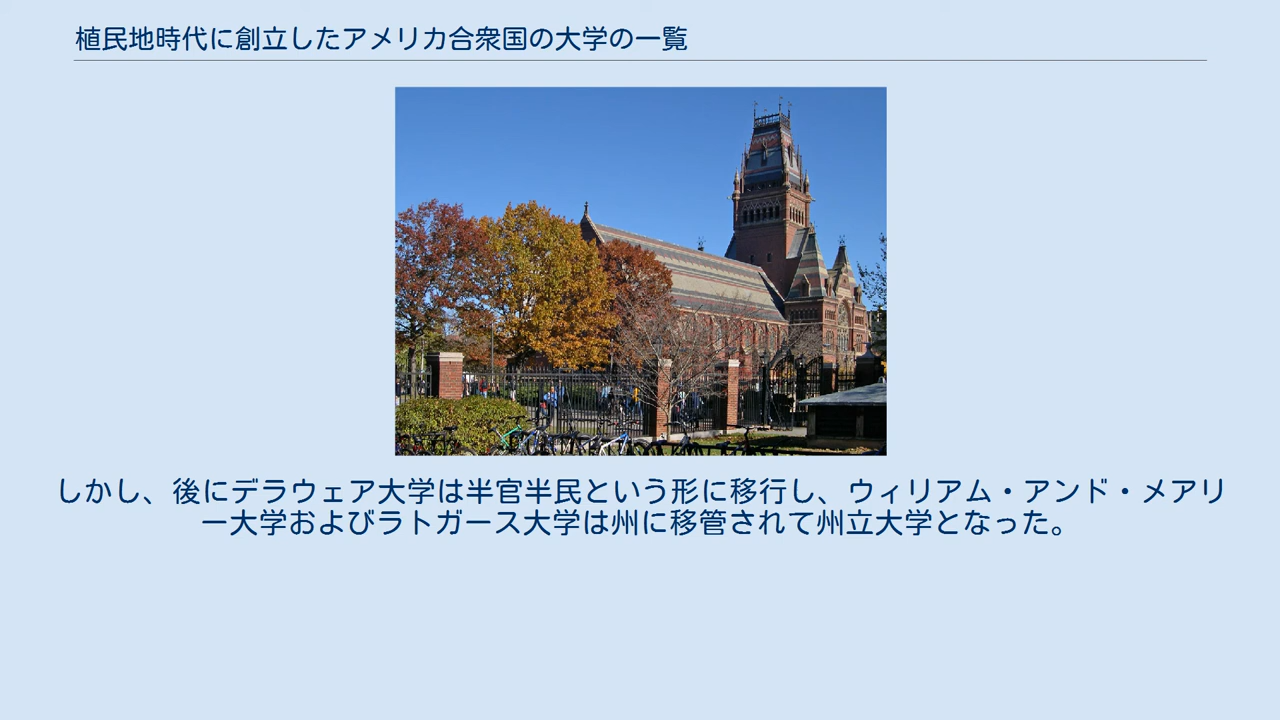 植民地時代に創立したアメリカ合衆国の大学の一覧
しかし、後にデラウェア大学は半官半民という形に移行し、ウィリアム・アンド・メアリ
ー大学およびラトガース大学は州に移管されて州立大学となった。